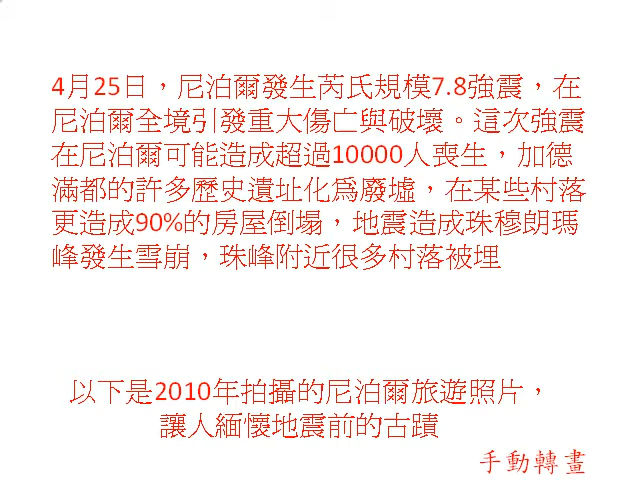 4月25日，尼泊爾發生芮氏規模7.8強震，在
尼泊爾全境引發重大傷亡與破壞。這次強震
在尼泊爾可能造成超過10000人喪生，加德
滿都的許多歷史遺址化為廢墟，在某些村落
更造成90%的房屋倒塌，地震造成珠穆朗瑪
峰發生雪崩，珠峰附近很多村落被埋
以下是2010年拍攝的尼泊爾旅遊照片，
讓人緬懷地震前的古蹟
手動轉畫